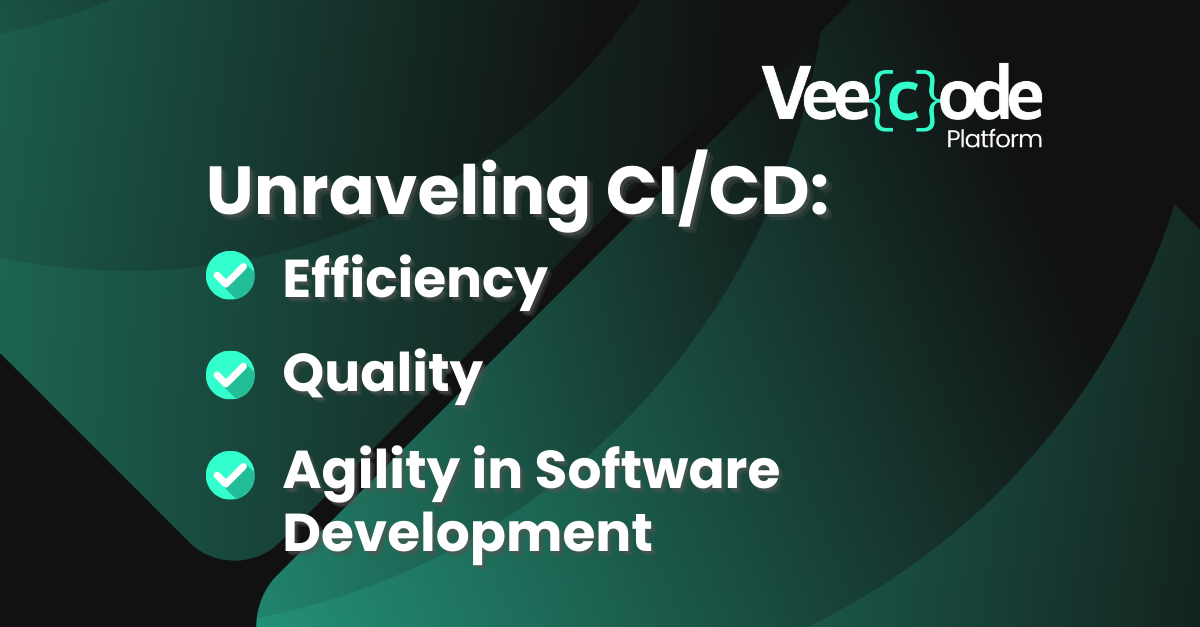 Vee{c}ode
Platform
Unraveling CI/CD:
Efficiency
Quality
Agility in Software
Development